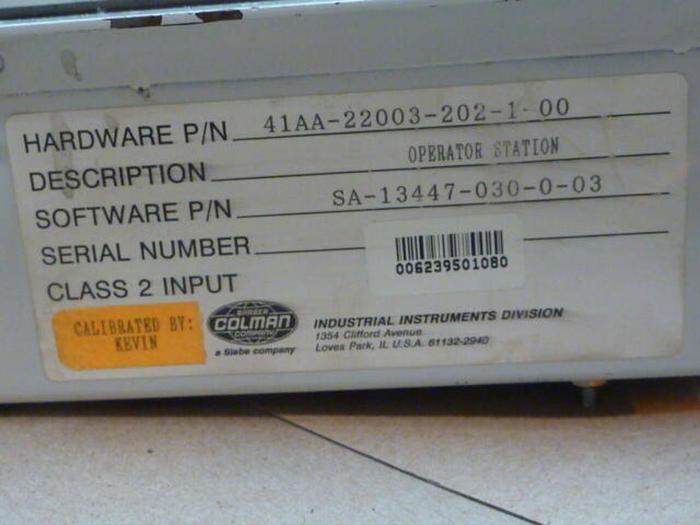 HARDWARE P/N 41AA-22003-202-1-00
DESCRIPTION OPERATOR STATION
SOFTWARE P/N SA-13447-030-0-03
SERIAL NUMBER
006239501080
CLASS 2 INPUT
CALIBRATED BY:
KEVIN
BARBER
COLMAN
COMPANY
a Siebe company
INDUSTRIAL INSTRUMENTS DIVISION
1354 Clifford Avenue
Loves Park, IL U.S.A. 61132-2940